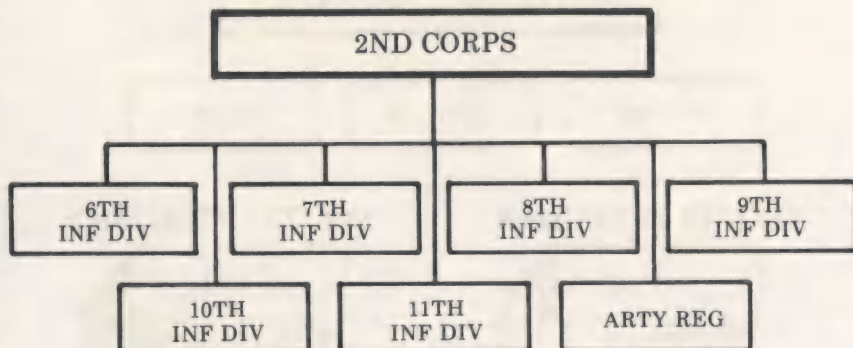 2ND CORPS
6TH
INF DIV
7TH
INF DIV
8TH
INF DIV
9TH
INF DIV
10TH
INF DIV
11TH
INF DIV
ARTY REG